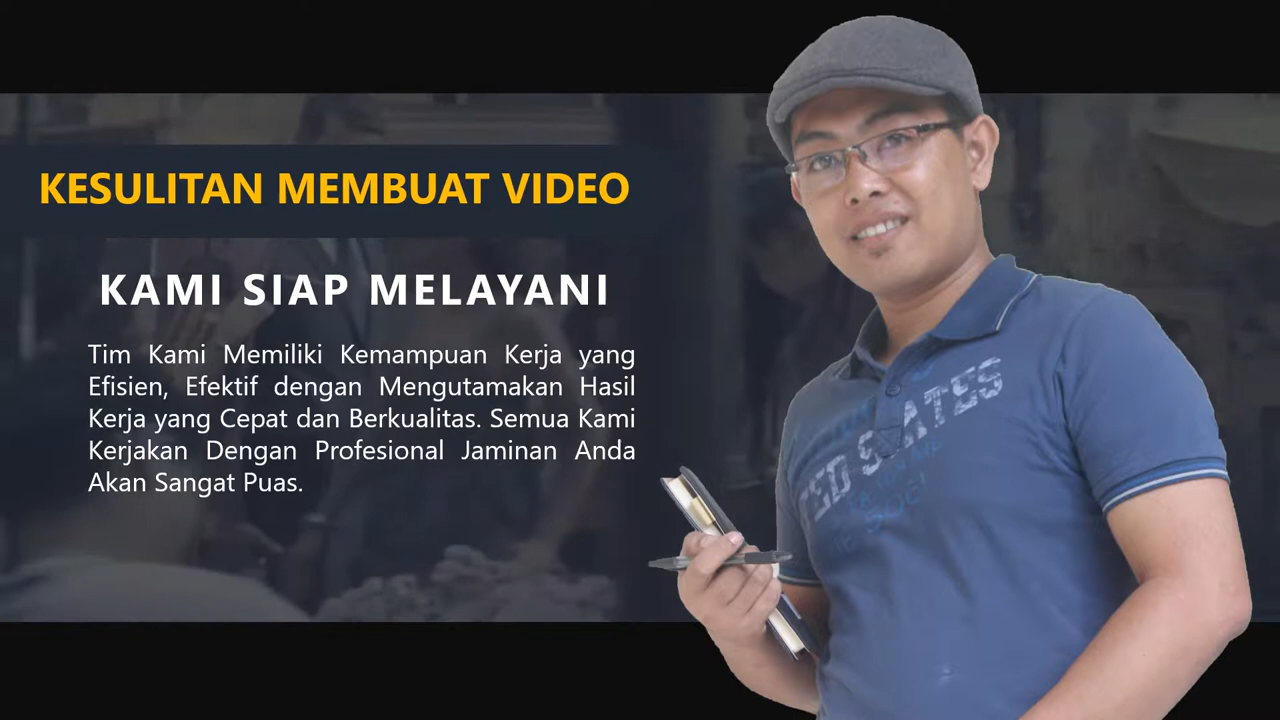 KESULITAN MEMBUAT VIDEO
KAMI SIAP MELAYANI
Tim Kami Memiliki Kemampuan Kerja yang
Efisien, Efektif dengan Mengutamakan Hasil
Kerja yang Cepat dan Berkualitas. Semua Kami
Kerjakan Dengan Profesional Jaminan Anda
Akan Sangat Puas.